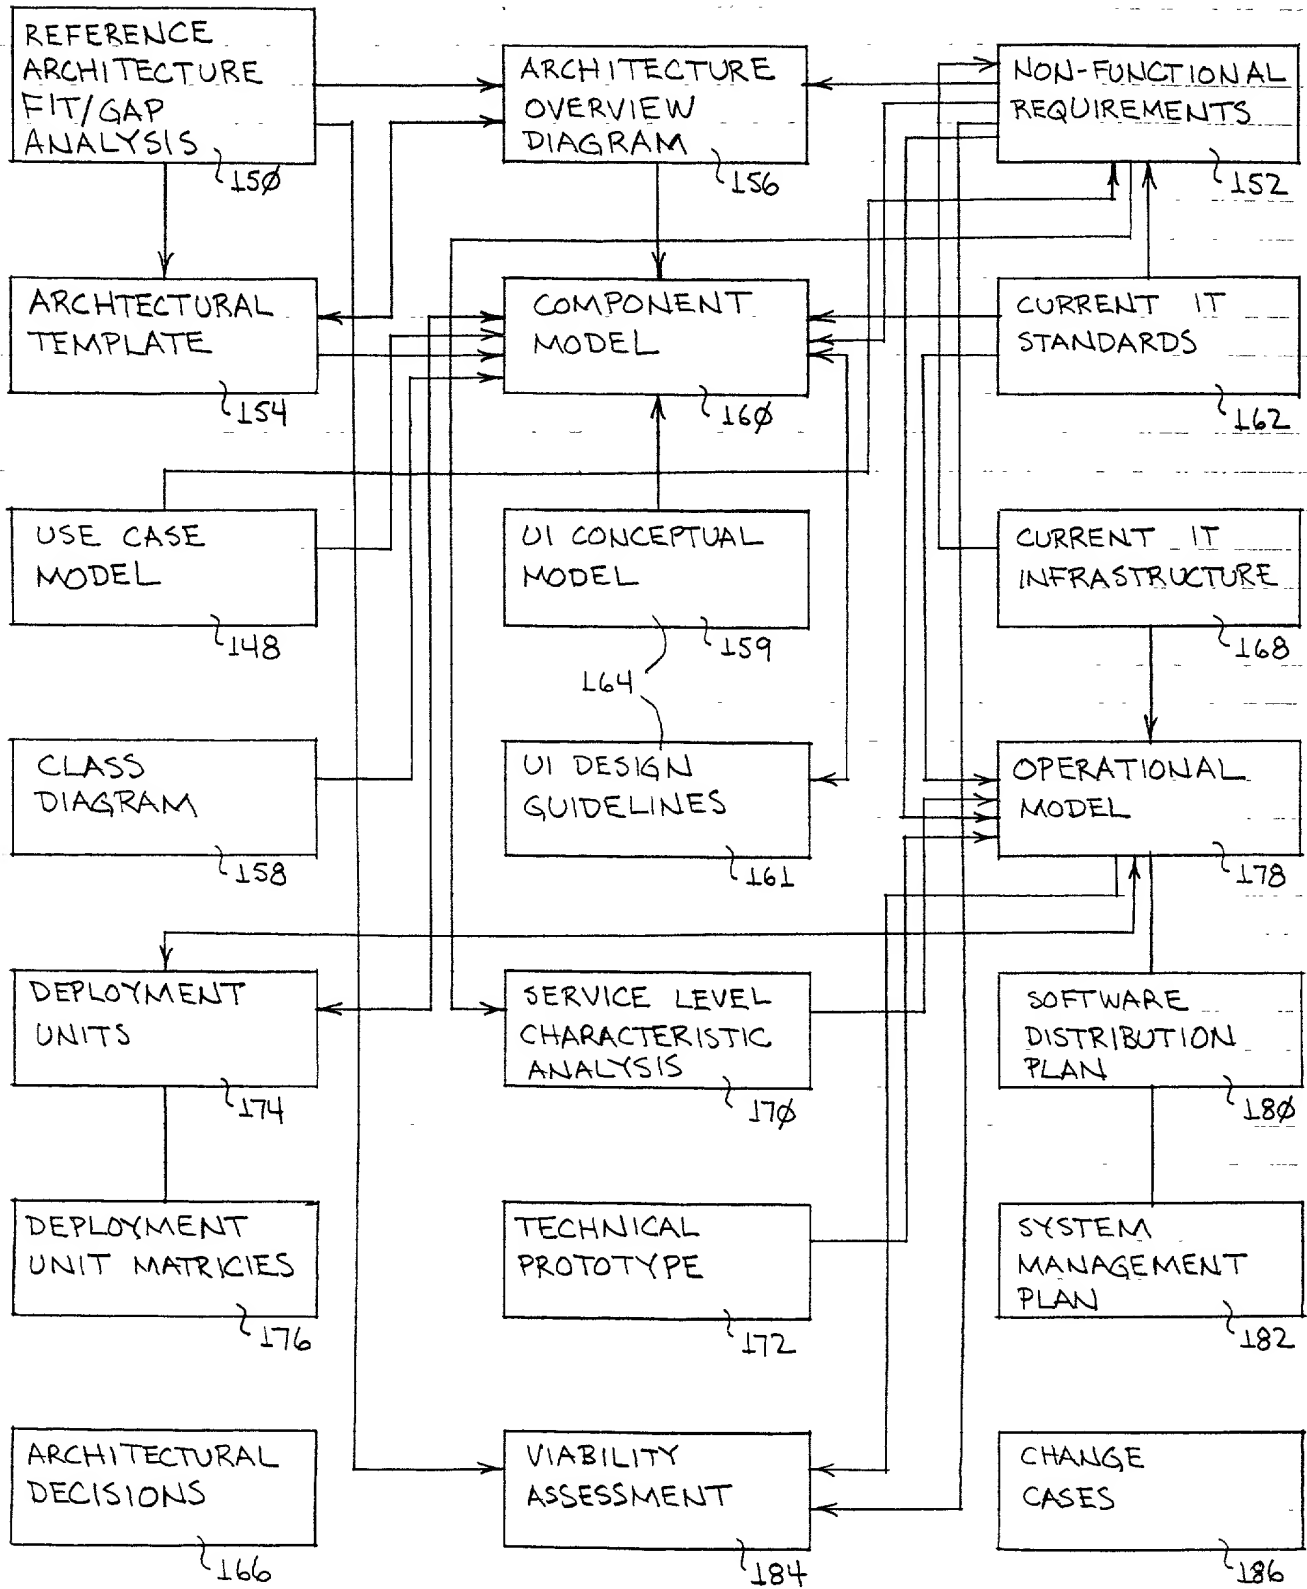 REFERENCE
ARCHITECTURE
FIT/GAP
ANALYSIS
150
ARCHITECTURE
OVERVIEW
DIAGRAM
156
NON-FUNCTIONAL
REQUIREMENTS
152
ARCHTECTURAL
TEMPLATE
154
COMPONENT
MODEL
160
CURRENT IT
STANDARDS
162
USE CASE
MODEL
148
UI CONCEPTUAL
MODEL
159
CURRENT IT
INFRASTRUCTURE
168
164
CLASS
DIAGRAM
158
UI DESIGN
GUIDELINES
161
OPERATIONAL
MODEL
178
DEPLOYMENT
UNITS
174
SERVICE LEVEL
CHARACTERISTIC
ANALYSIS
170
SOFTWARE
DISTRIBUTION
PLAN
180
DEPLOYMENT
UNIT MATRICIES
176
TECHNICAL
PROTOTYPE
172
SYSTEM
MANAGEMENT
PLAN
182
ARCHITECTURAL
DECISIONS
166
VIABILITY
ASSESSMENT
184
CHANGE
CASES
186